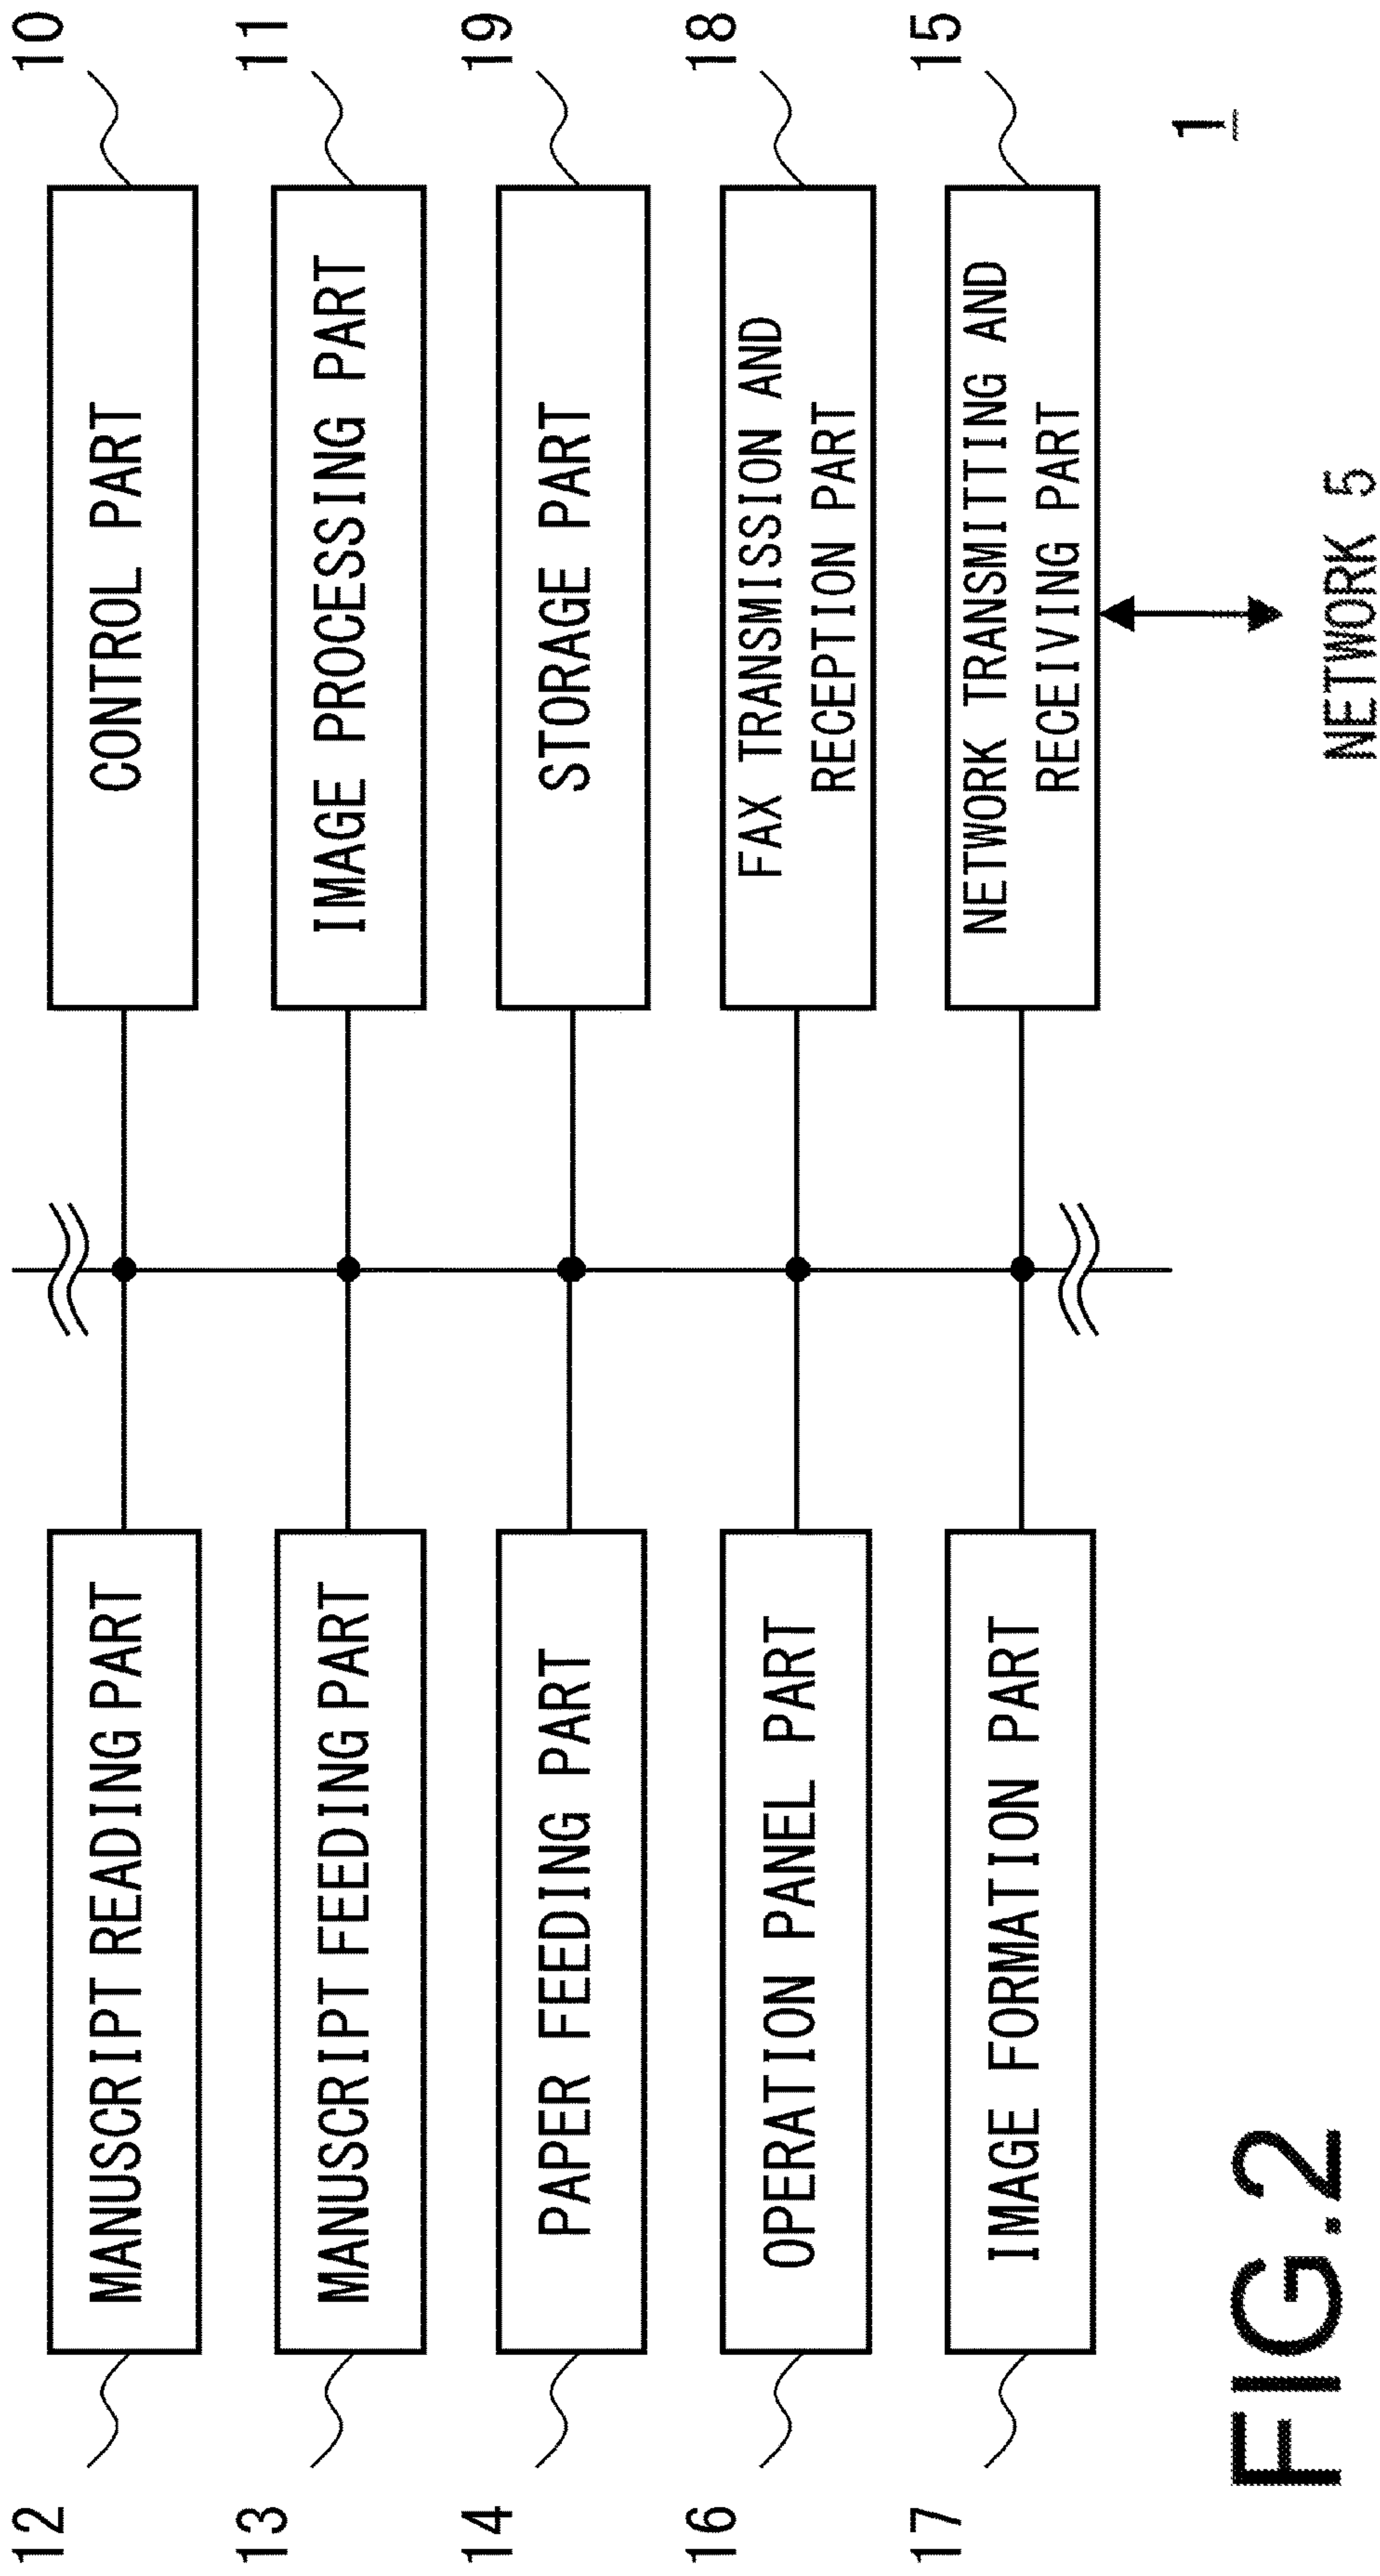 12
MANUSCRIPT READING PART
CONTROL PART
10
13
MANUSCRIPT FEEDING PART
IMAGE PROCESSING PART
11
14
PAPER FEEDING PART
STORAGE PART
19
16
OPERATION PANEL PART
FAX TRANSMISSION AND
RECEPTION PART
18
17
IMAGE FORMATION PART
NETWORK TRANSMITTING AND
RECEIVING PART
15
1
NETWORK 5
FIG.2